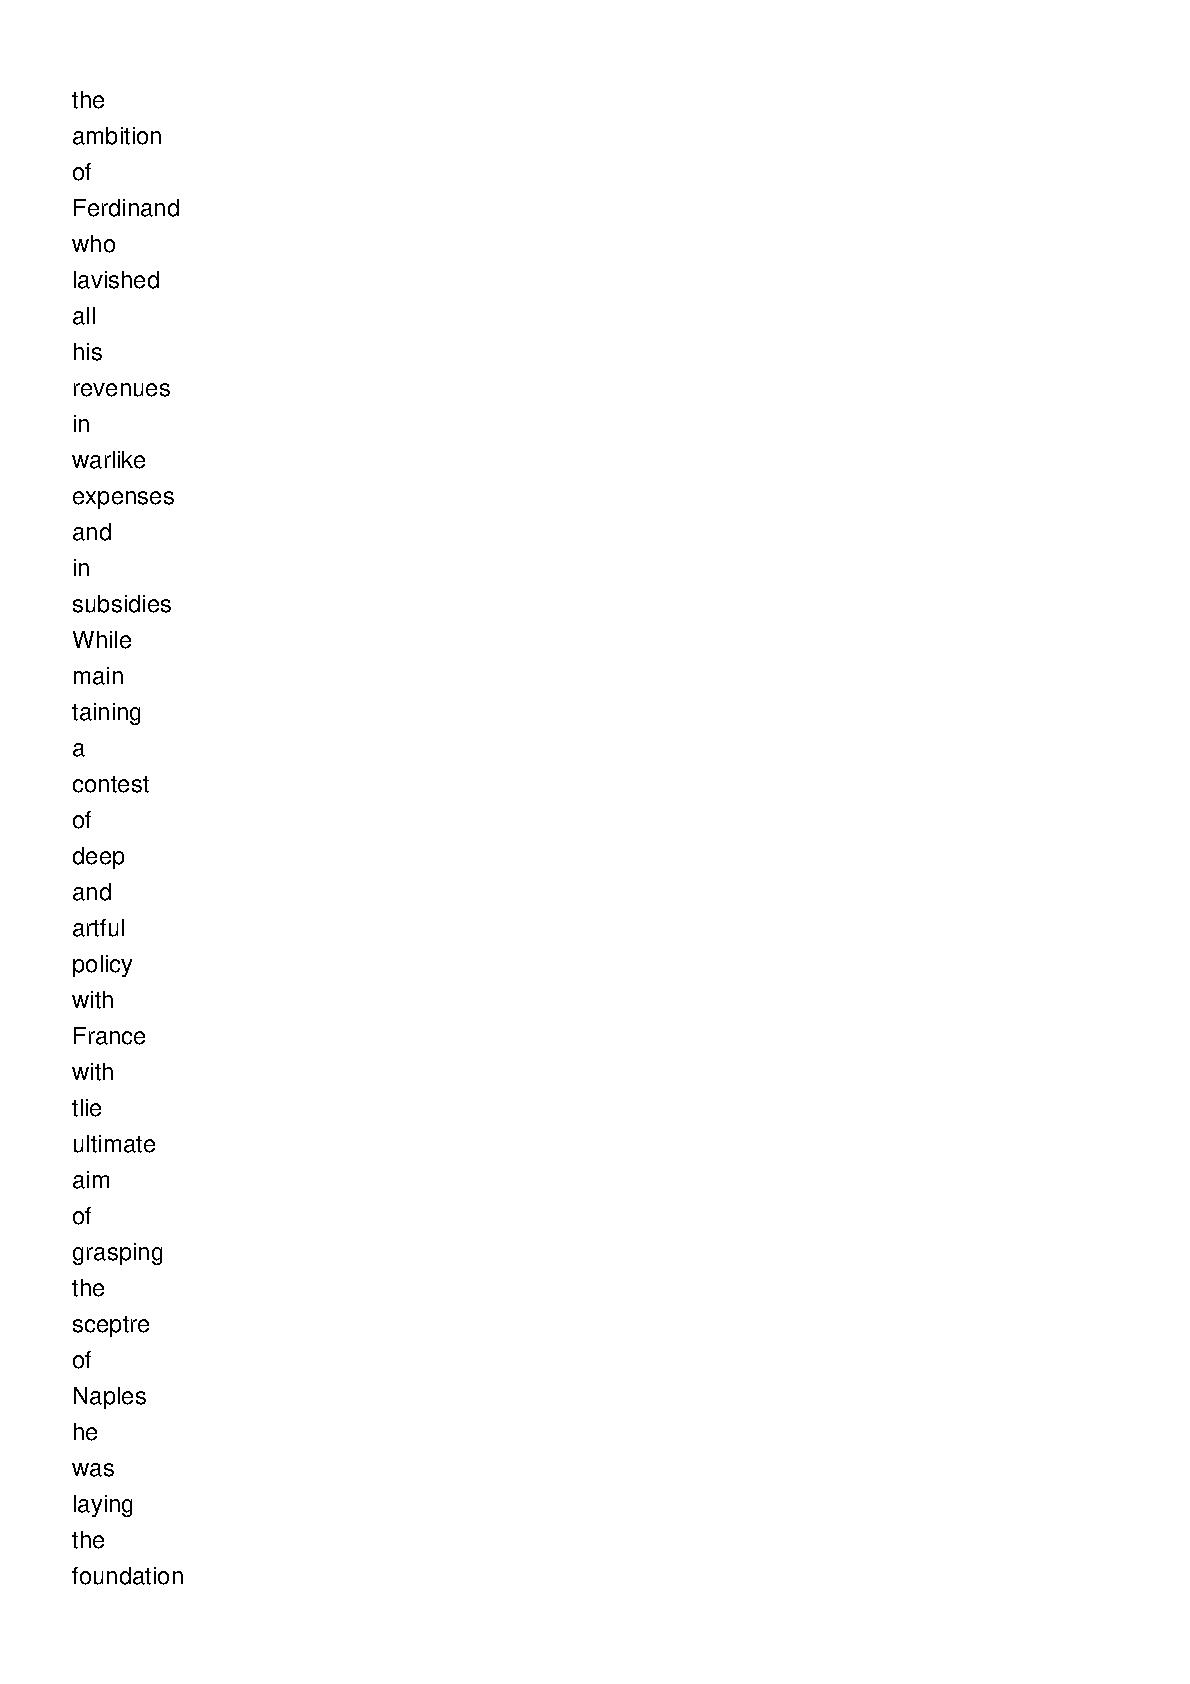 the
ambition
of
Ferdinand
who
lavished
all
his
revenues
in
warlike
expenses
and
in
subsidies
While
main
taining
a
contest
of
deep
and
artful
policy
with
France
with
tlie
ultimate
aim
of
grasping
the
sceptre
of
Naples
he
was
laying
the
foundation